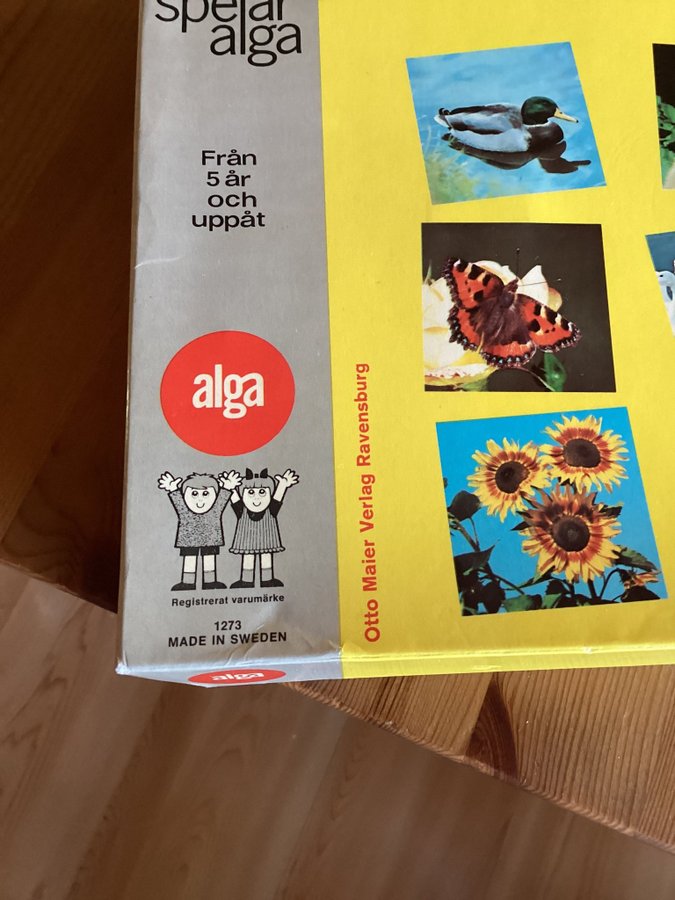 spelar
alga
Från
5 år
och
uppåt
alga
Registrerat varumärke
1273
MADE IN SWEDEN
alga
Otto Maier Verlag Ravensburg